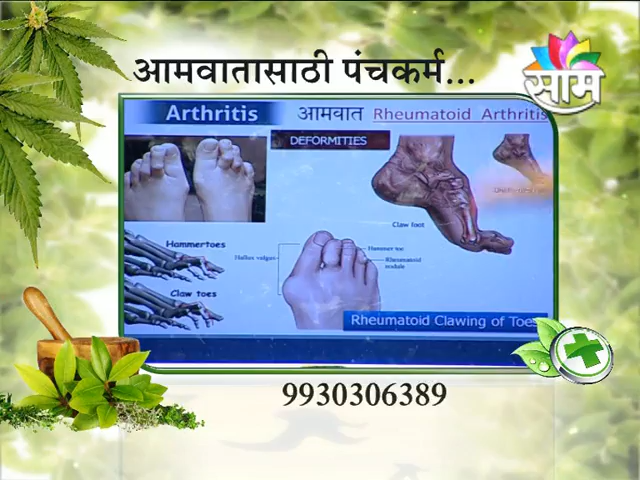 आमवातासाठी पंचकर्म...
साम
Arthritis
आमवात
Rheumatoid Arthritis
DEFORMITIES
Claw foot
Hammertoes
Hallux valgus
Hammer toe
Rheumatoid
nodule
Claw toes
Rheumatoid Clawing of Toes
9930306389